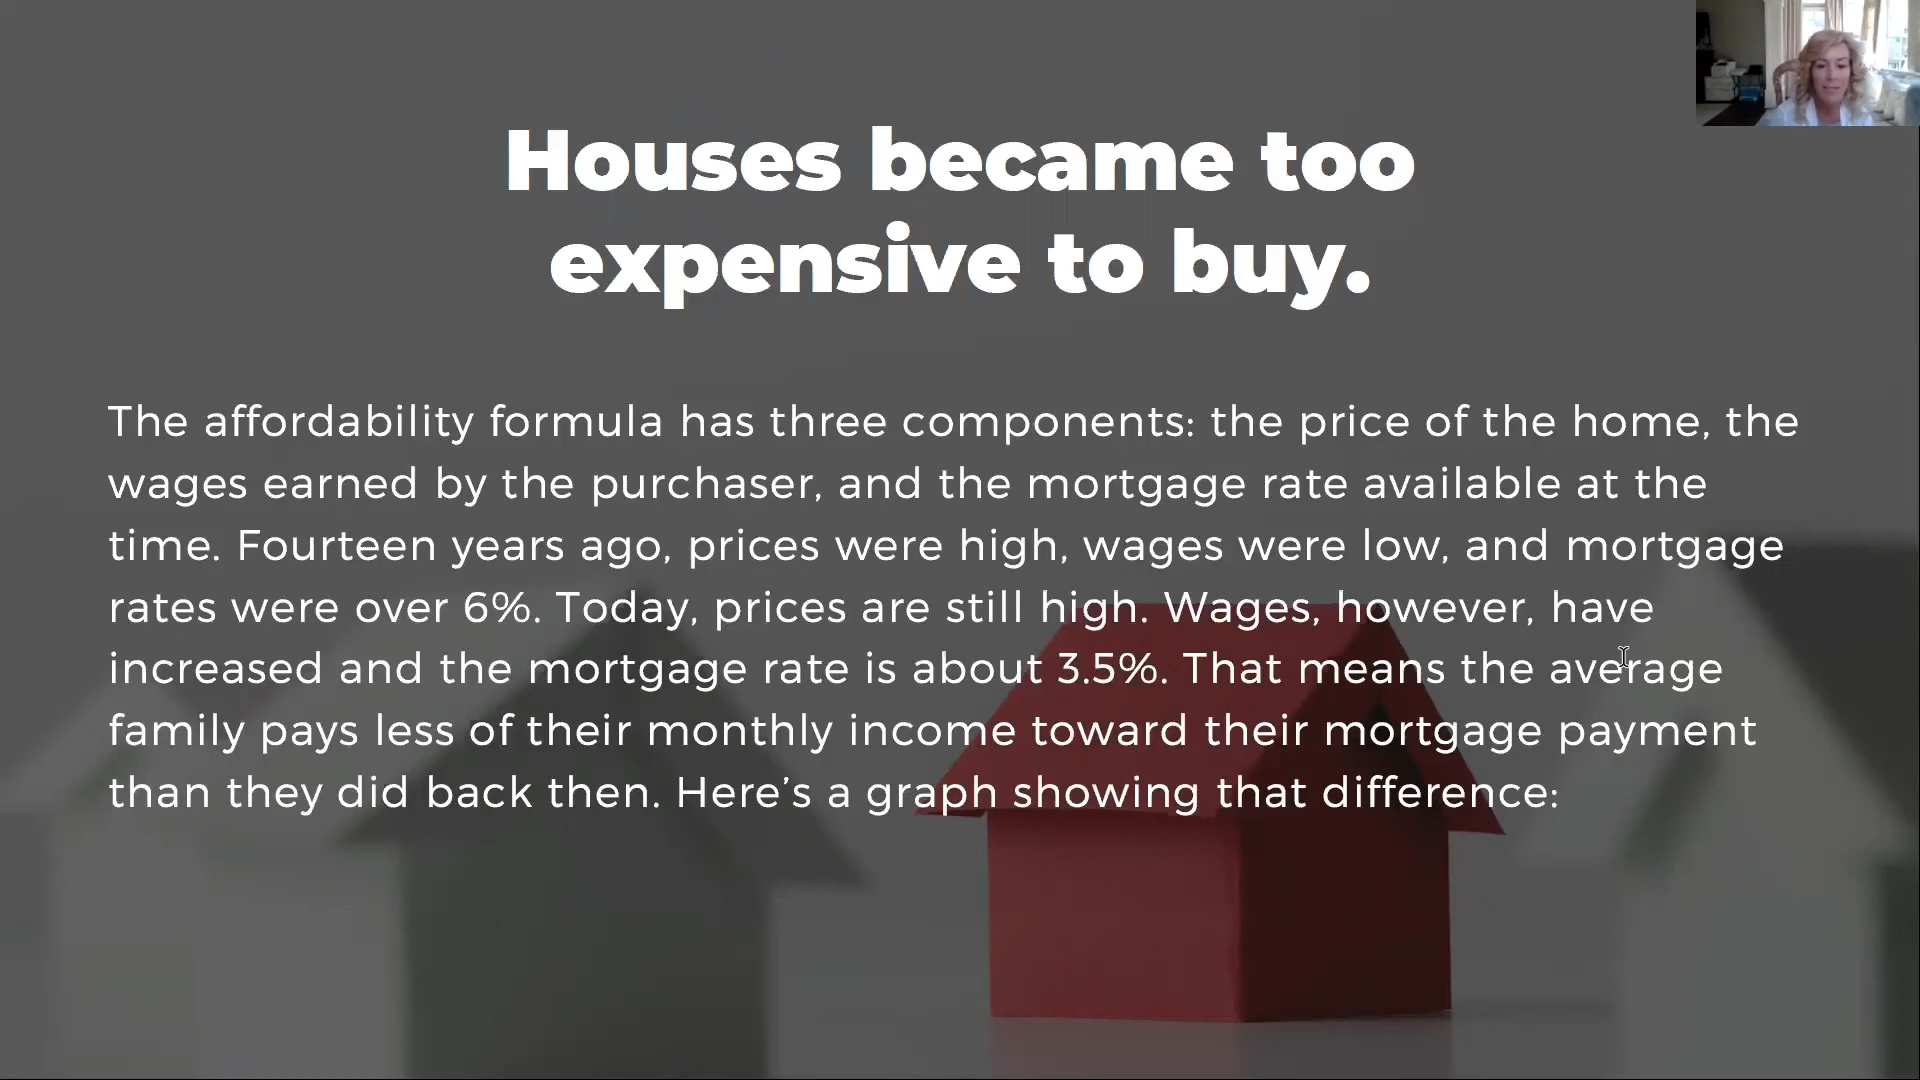 Houses became too
expensive to buy.
The affordability formula has three components: the price of the home, the
wages earned by the purchaser, and the mortgage rate available at the
time. Fourteen years ago, prices were high, wages were low, and mortgage
rates were over 6%. Today, prices are still high. Wages, however, have
increased and the mortgage rate is about 3.5%. That means the average
family pays less of their monthly income toward their mortgage payment
than they did back then. Here’s a graph showing that difference: